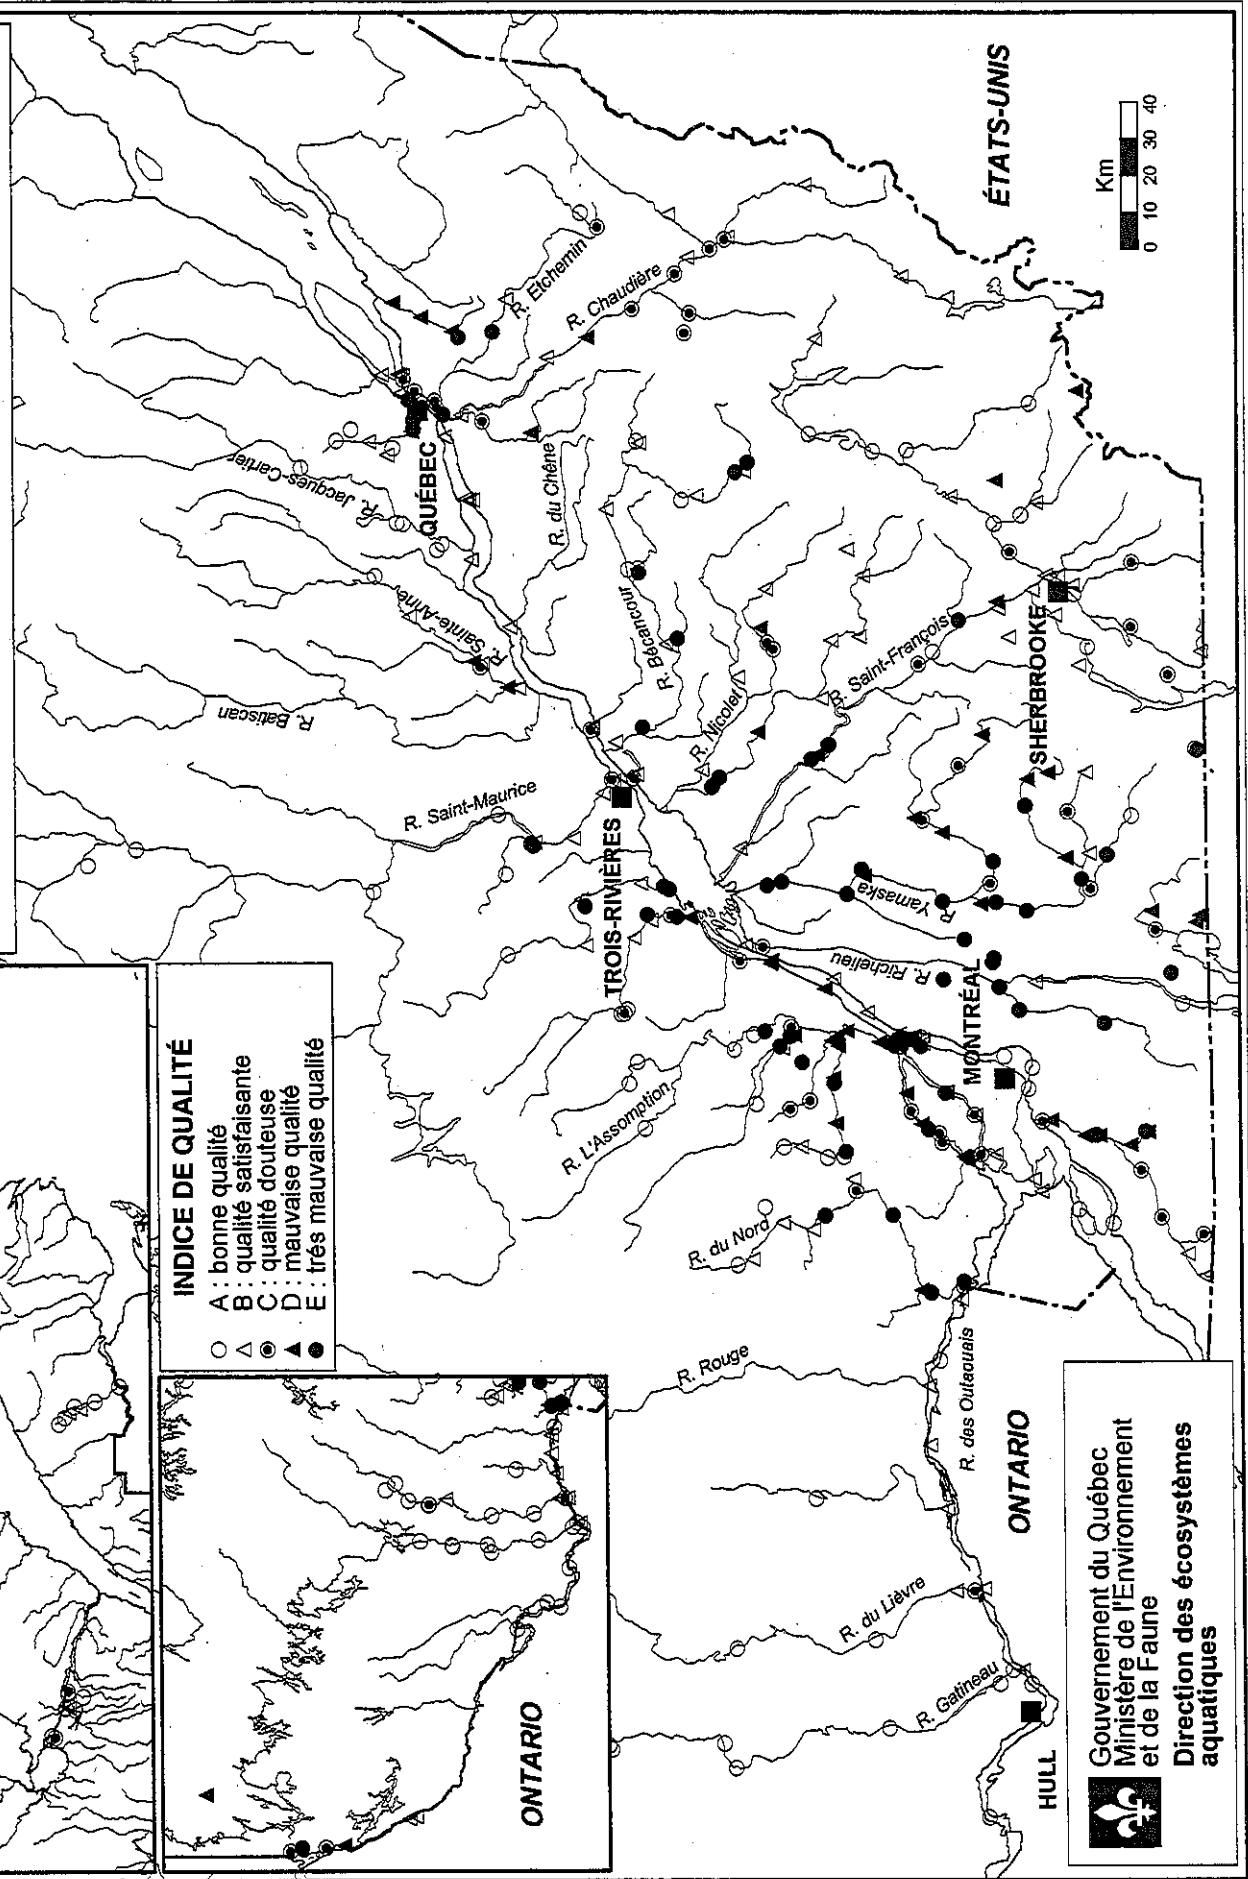 INDICE DE QUALITÉ
A : bonne qualité
B : qualité satisfaisante
C : qualité douteuse
D : mauvaise qualité
E : trés mauvaise qualité
ONTARIO
HULL
R. Gatineau
R. du Lièvre
R. des Outaouais
R. Rouge
ONTARIO
R. du Nord
R. L'Assomption
MONTRÉAL
R. Richelieu
R. Yamaska
TROIS-RIVIÈRES
R. Saint-Maurice
R. Batiscan
R. Sainte-Anne
R. Jacques-Cartier
QUÉBEC
R. Nicolet
R. Bécancour
R. du Chêne
R. Saint-François
SHERBROOKE
R. Chaudière
R. Etchemin
ÉTATS-UNIS
Km
0 10 20 30 40
Gouvernement du Québec
Ministère de l'Environnement
et de la Faune
Direction des écosystèmes
aquatiques